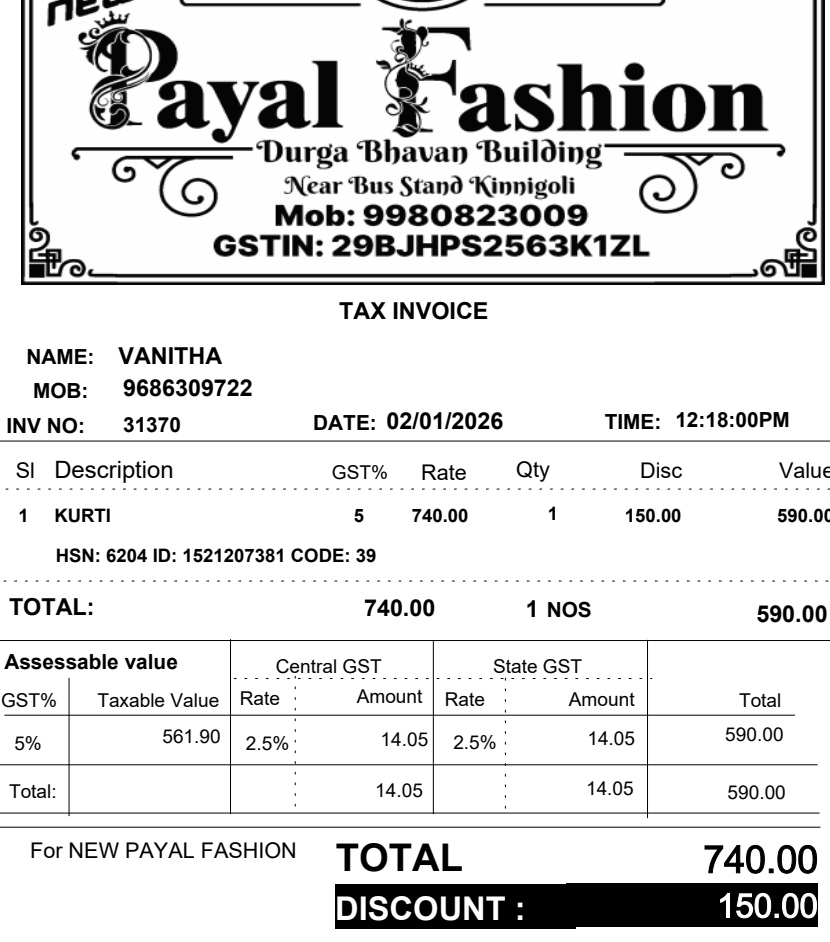 new
Payal Fashion
Durga Bhavan Building
Near Bus Stand Kinnigoli
Mob: 9980823009
GSTIN: 29BJHPS2563K1ZL
TAX INVOICE
NAME: VANITHA
MOB: 9686309722
INV NO: 31370 DATE: 02/01/2026 TIME: 12:18:00PM
Sl Description GST% Rate Qty Disc Value
1 KURTI 5 740.00 1 150.00 590.00
HSN: 6204 ID: 1521207381 CODE: 39
TOTAL: 740.00 1 NOS 590.00
Assessable value Central GST State GST
GST% Taxable Value Rate Amount Rate Amount Total
5% 561.90 2.5% 14.05 2.5% 14.05 590.00
Total: 14.05 14.05 590.00
For NEW PAYAL FASHION TOTAL 740.00
DISCOUNT : 150.00